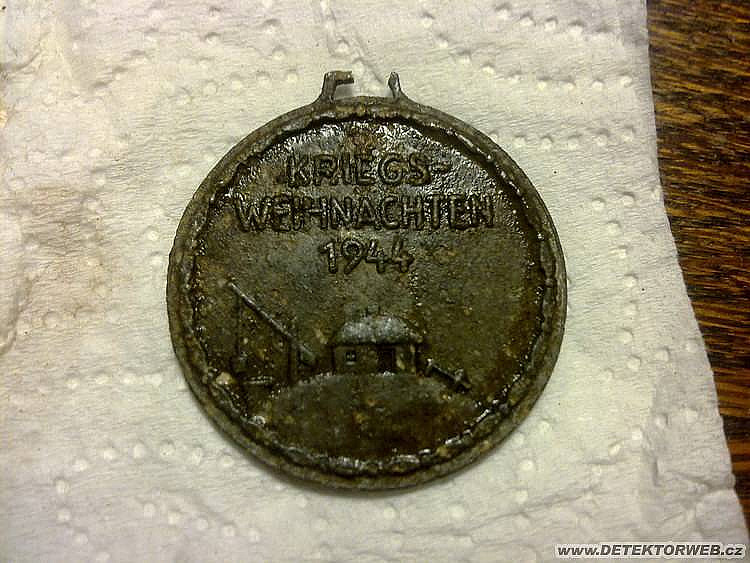 KRIEGS-
WEIHNACHTEN
1944
www.DETEKTORWEB.cz